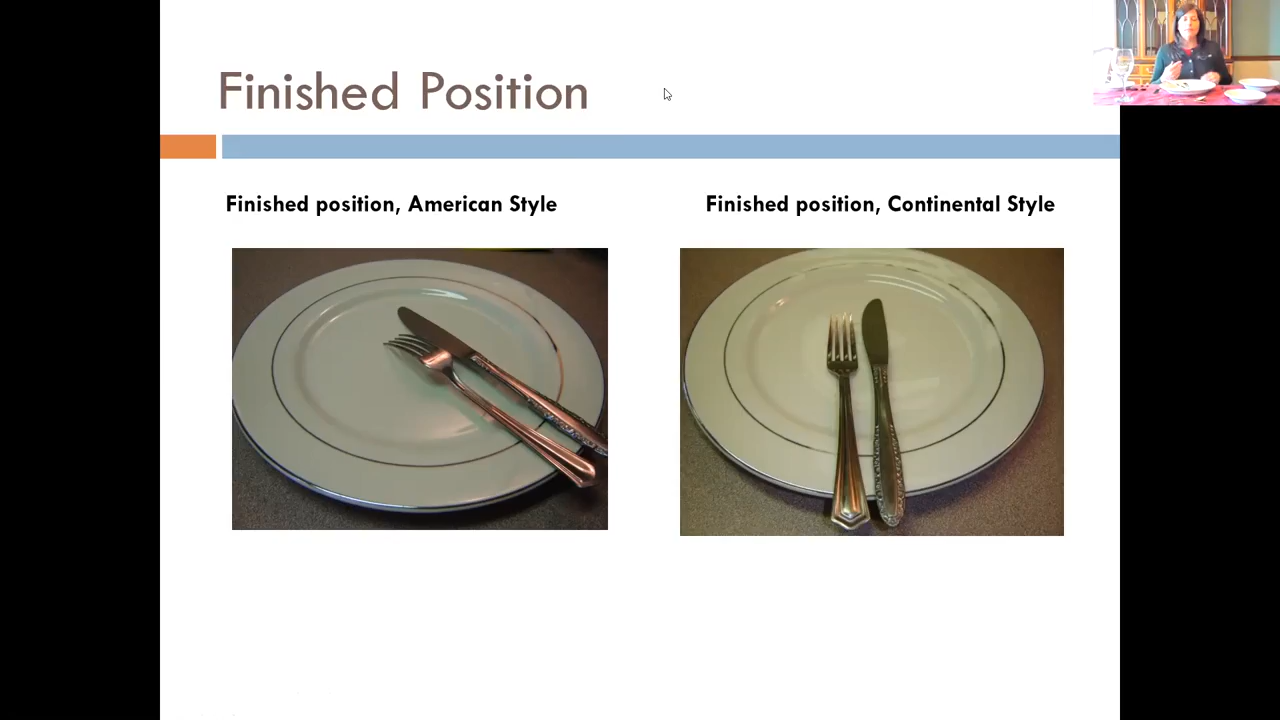 Finished Position
Finished position, American Style
Finished position, Continental Style